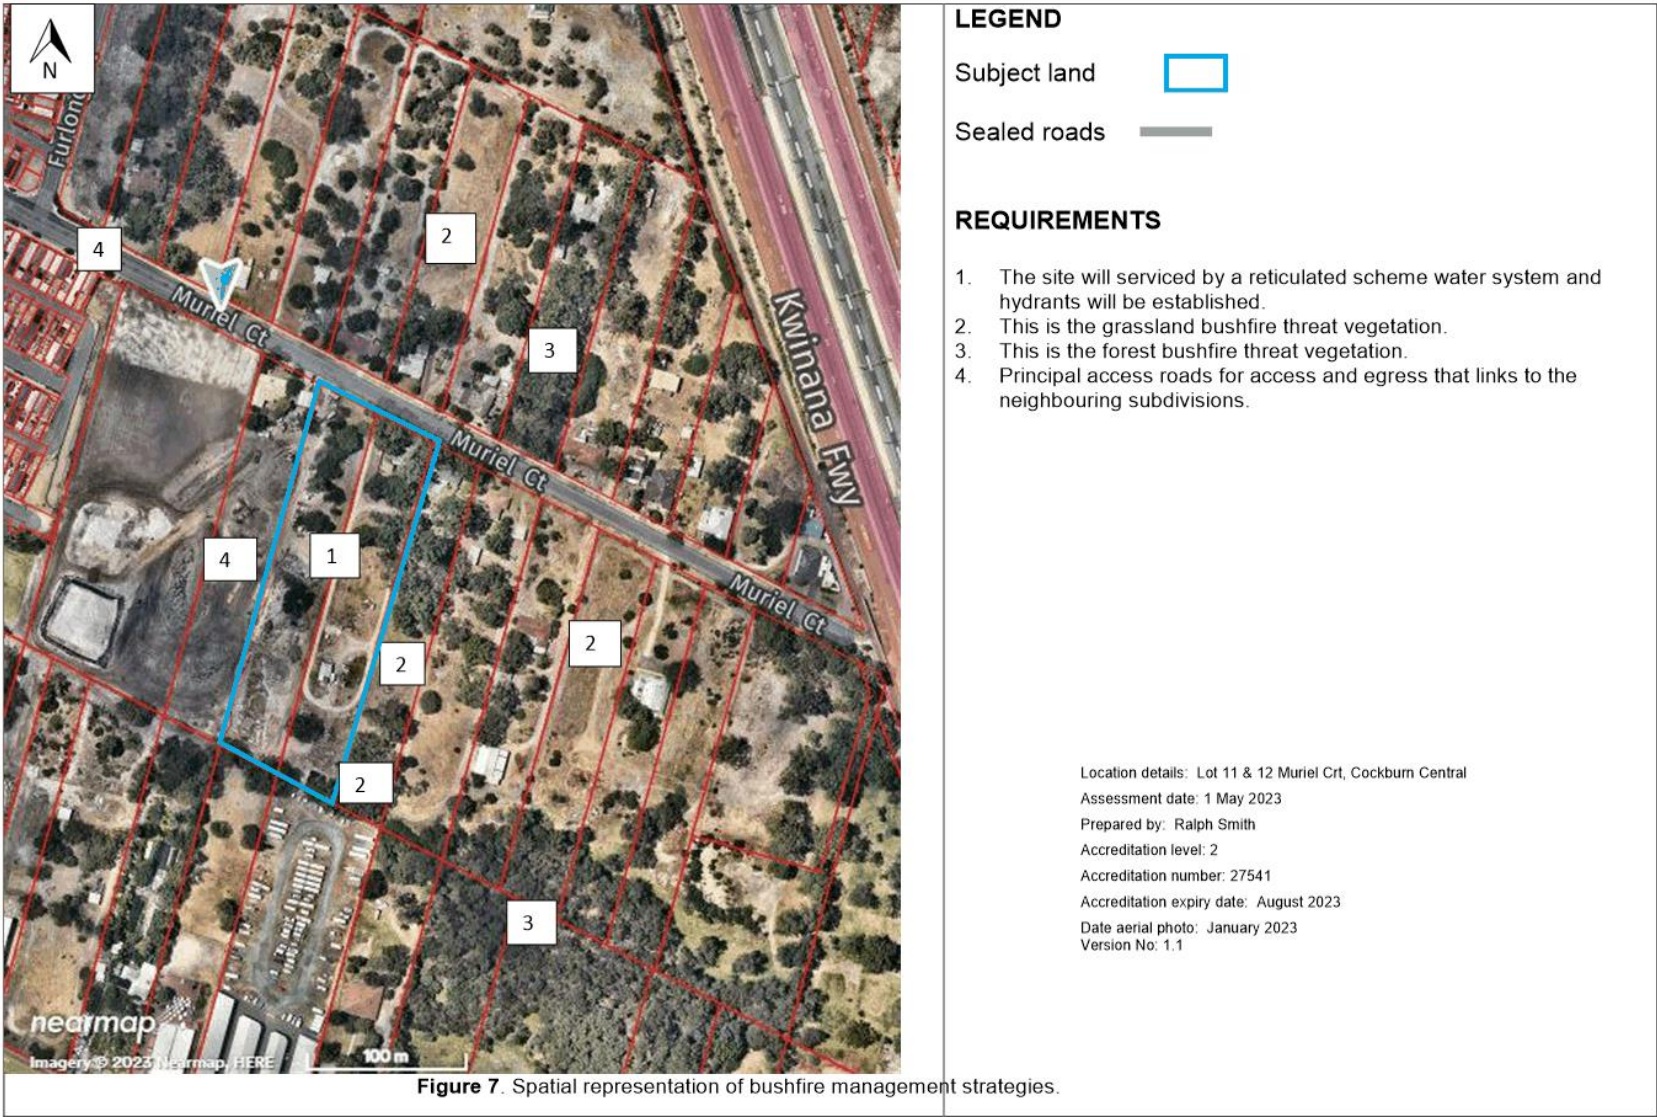 N
Furlong
4
Muriel Ct
2
3
Kwinana Fwy
Muriel Ct
4
1
Muriel Ct
2
2
2
3
nearmap
Imagery © 2023 Nearmap, HERE
100 m
LEGEND
Subject land
Sealed roads
REQUIREMENTS
1. The site will serviced by a reticulated scheme water system and
hydrants will be established.
2. This is the grassland bushfire threat vegetation.
3. This is the forest bushfire threat vegetation.
4. Principal access roads for access and egress that links to the
neighbouring subdivisions.
Location details: Lot 11 & 12 Muriel Crt, Cockburn Central
Assessment date: 1 May 2023
Prepared by: Ralph Smith
Accreditation level: 2
Accreditation number: 27541
Accreditation expiry date: August 2023
Date aerial photo: January 2023
Version No: 1.1
Figure 7. Spatial representation of bushfire management strategies.